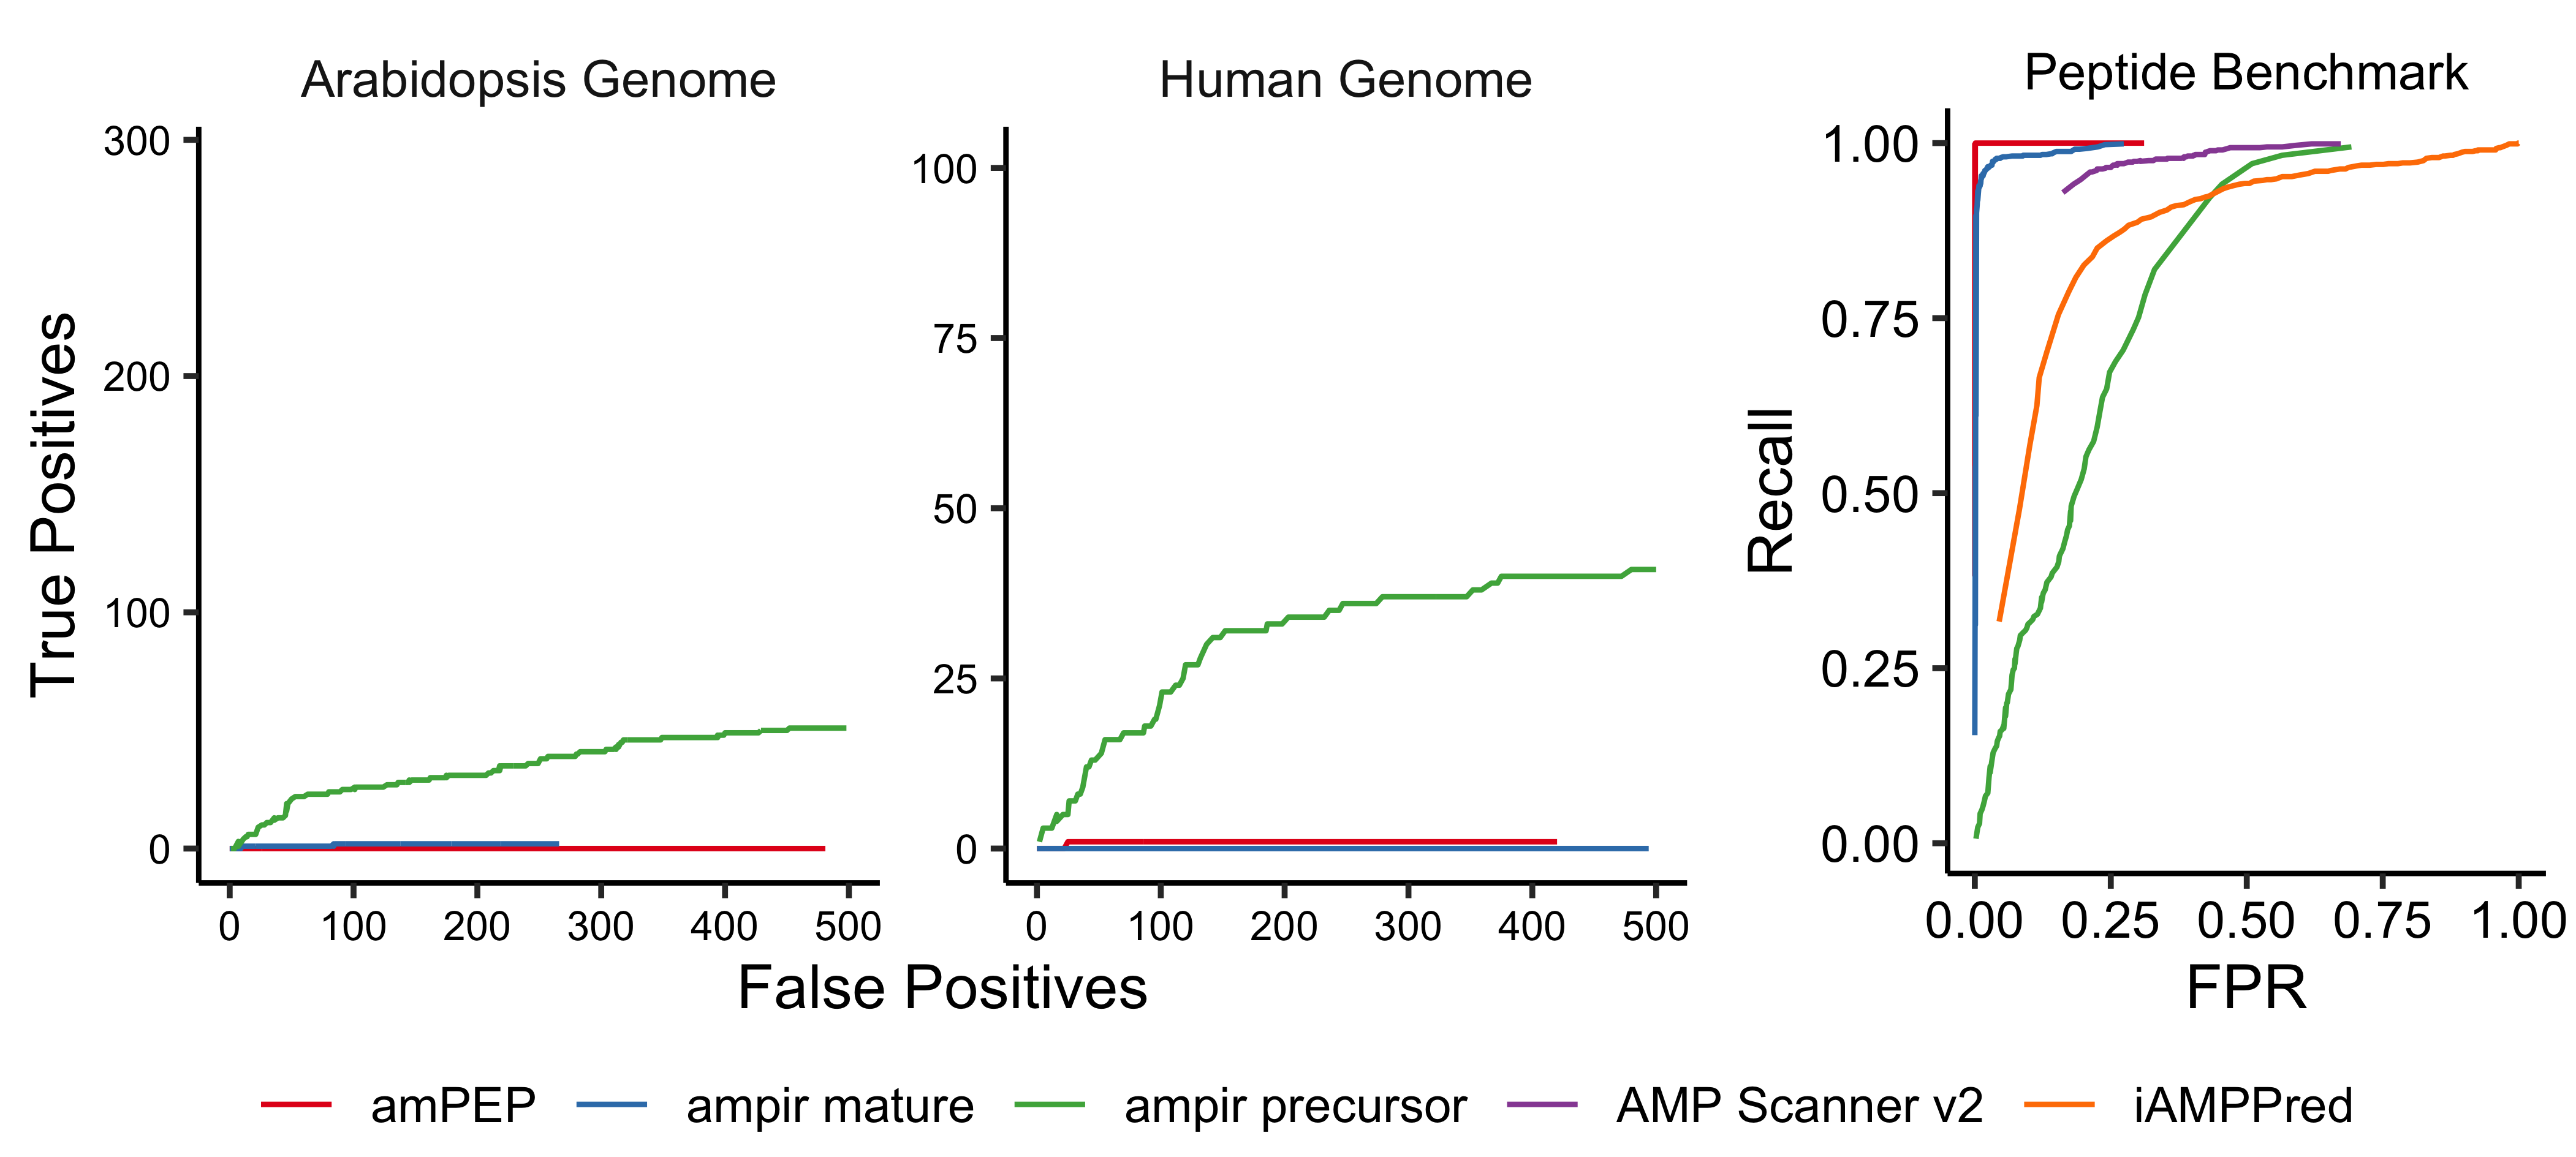 Arabidopsis Genome
Human Genome
Peptide Benchmark
True Positives
300
200
100
0
0 100 200 300 400 500
100
75
50
25
0
0 100 200 300 400 500
False Positives
Recall
1.00
0.75
0.50
0.25
0.00
0.00 0.25 0.50 0.75 1.00
FPR
amPEP ampir mature ampir precursor AMP Scanner v2 iAMPPred